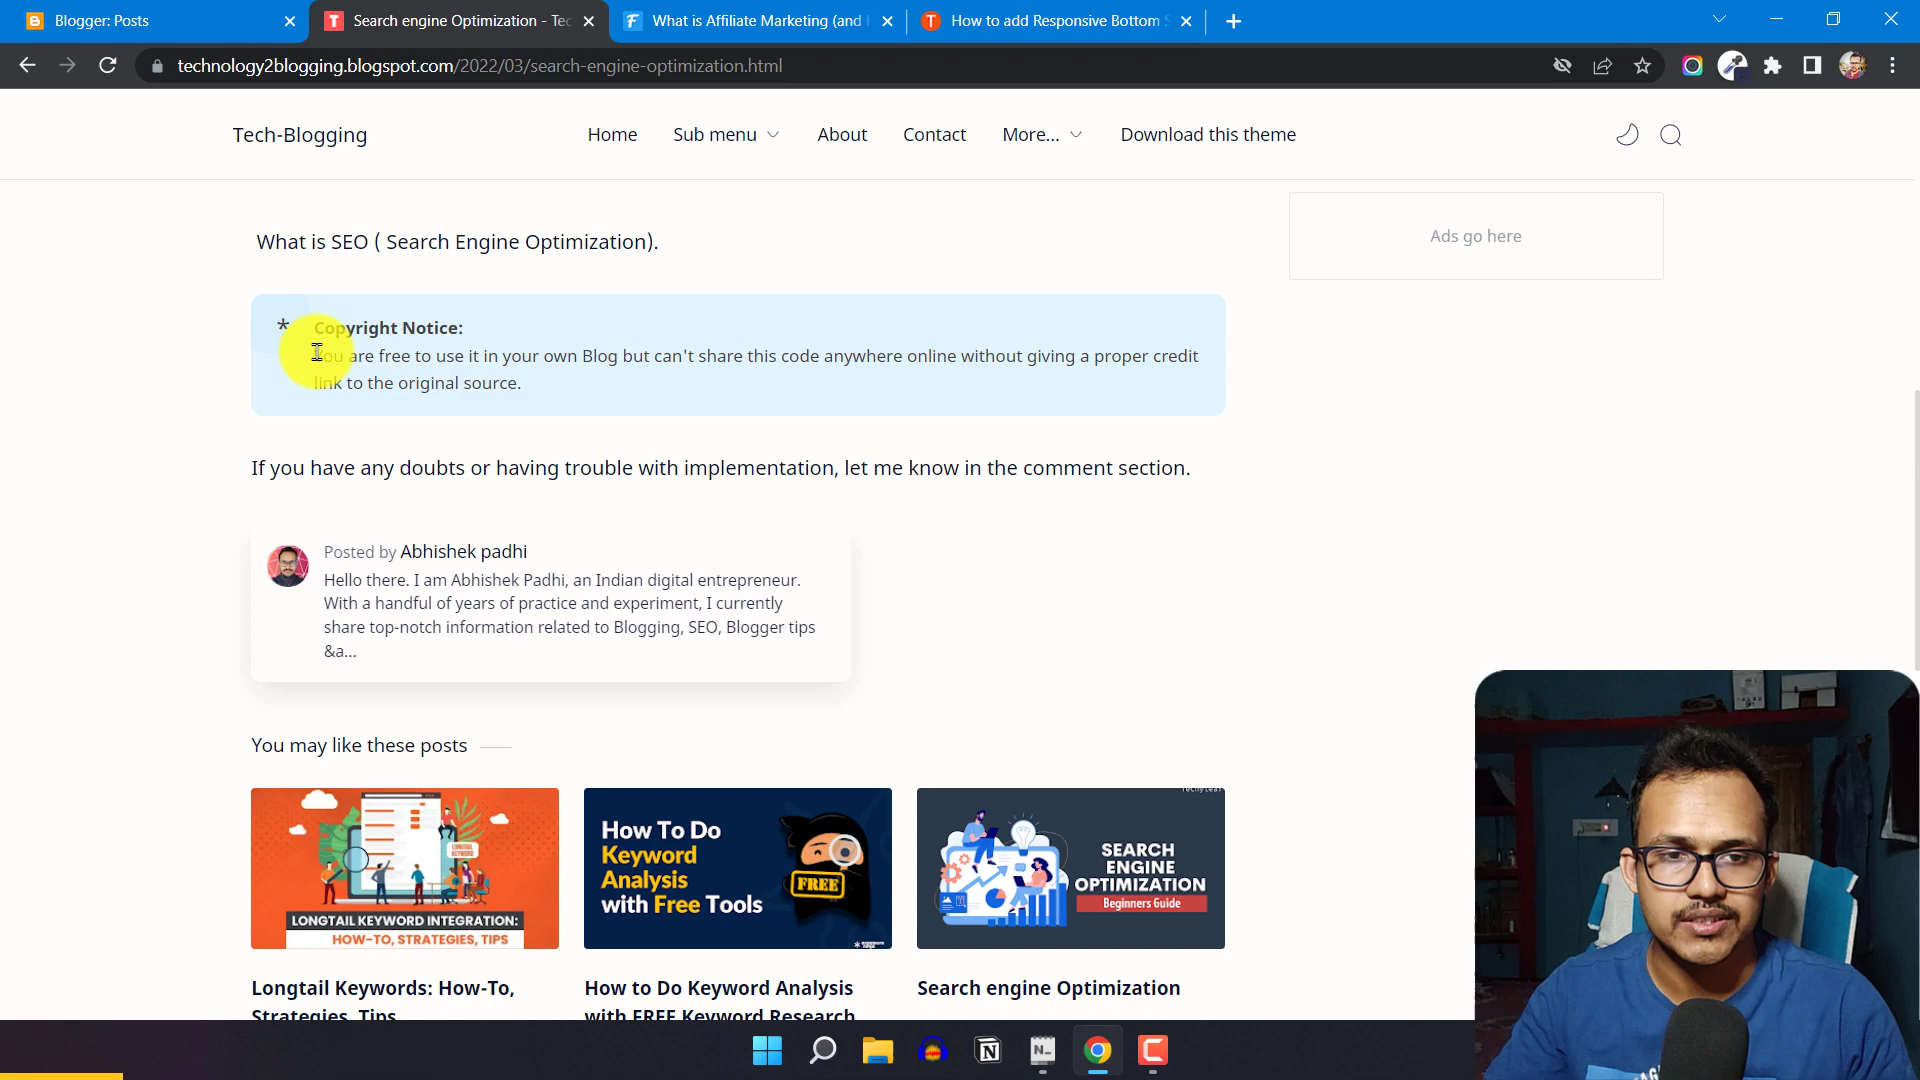 Blogger: Posts
Search engine Optimization - Tec
What is Affiliate Marketing (and
How to add Responsive Bottom
technology2blogging.blogspot.com/2022/03/search-engine-optimization.html
Tech-Blogging
Home
Sub menu
About
Contact
More...
Download this theme
What is SEO ( Search Engine Optimization).
Ads go here
* Copyright Notice:
You are free to use it in your own Blog but can't share this code anywhere online without giving a proper credit
link to the original source.
If you have any doubts or having trouble with implementation, let me know in the comment section.
Posted by Abhishek padhi
Hello there. I am Abhishek Padhi, an Indian digital entrepreneur.
With a handful of years of practice and experiment, I currently
share top-notch information related to Blogging, SEO, Blogger tips
&a...
You may like these posts
LONGTAIL KEYWORD INTEGRATION:
HOW-TO, STRATEGIES, TIPS
How To Do
Keyword
Analysis
with Free Tools
FREE
SEARCH
ENGINE
OPTIMIZATION
Beginners Guide
Longtail Keywords: How-To,
Strategies, Tips
How to Do Keyword Analysis
with FREE Keyword Research
Search engine Optimization